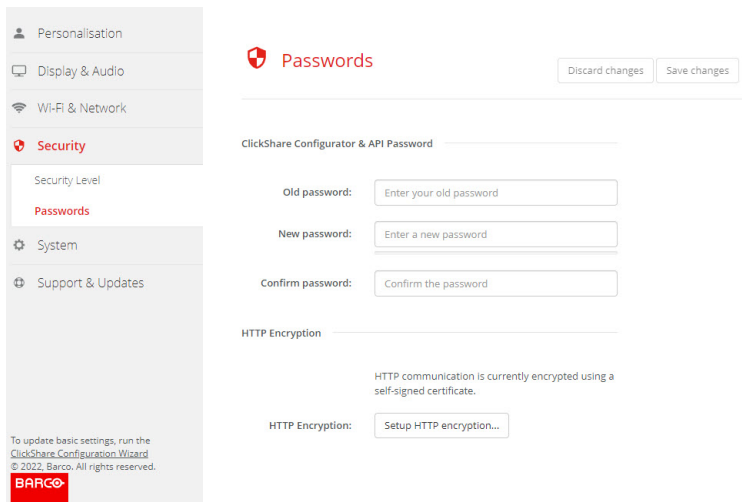 Personalisation
Display & Audio
Wi-Fi & Network
Security
Security Level
Passwords
System
Support & Updates
To update basic settings, run the
ClickShare Configuration Wizard
© 2022, Barco. All rights reserved.
BARCO
Passwords
Discard changes
Save changes
ClickShare Configurator & API Password
Old password:
Enter your old password
New password:
Enter a new password
Confirm password:
Confirm the password
HTTP Encryption
HTTP communication is currently encrypted using a
self-signed certificate.
HTTP Encryption:
Setup HTTP encryption...